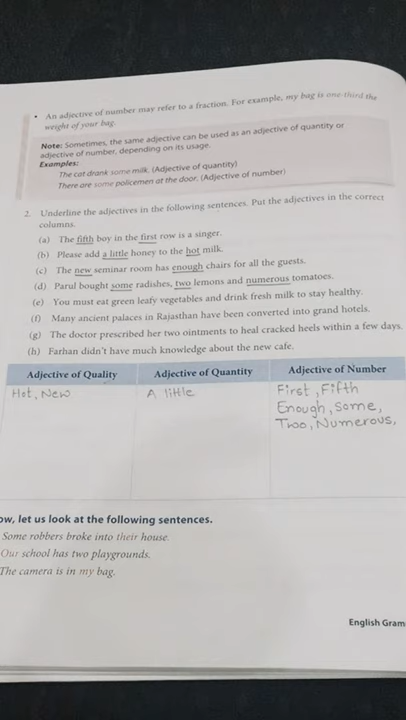 • An adjective of number may refer to a fraction. For example, my bag is one-third the
weight of your bag.
Note: Sometimes, the same adjective can be used as an adjective of quantity or
adjective of number, depending on its usage.
Examples:
The cat drank some milk. (Adjective of quantity)
There are some policemen at the door. (Adjective of number)
2. Underline the adjectives in the following sentences. Put the adjectives in the correct
columns.
(a) The fifth boy in the first row is a singer.
(b) Please add a little honey to the hot milk.
(c) The new seminar room has enough chairs for all the guests.
(d) Parul bought some radishes, two lemons and numerous tomatoes.
(e) You must eat green leafy vegetables and drink fresh milk to stay healthy.
(f) Many ancient palaces in Rajasthan have been converted into grand hotels.
(g) The doctor prescribed her two ointments to heal cracked heels within a few days.
(h) Farhan didn't have much knowledge about the new cafe.
Adjective of Quality Adjective of Quantity Adjective of Number
Hot, New A little First, Fifth
Enough, Some,
Two, Numerous,
ow, let us look at the following sentences.
Some robbers broke into their house.
Our school has two playgrounds.
The camera is in my bag.
English Gram